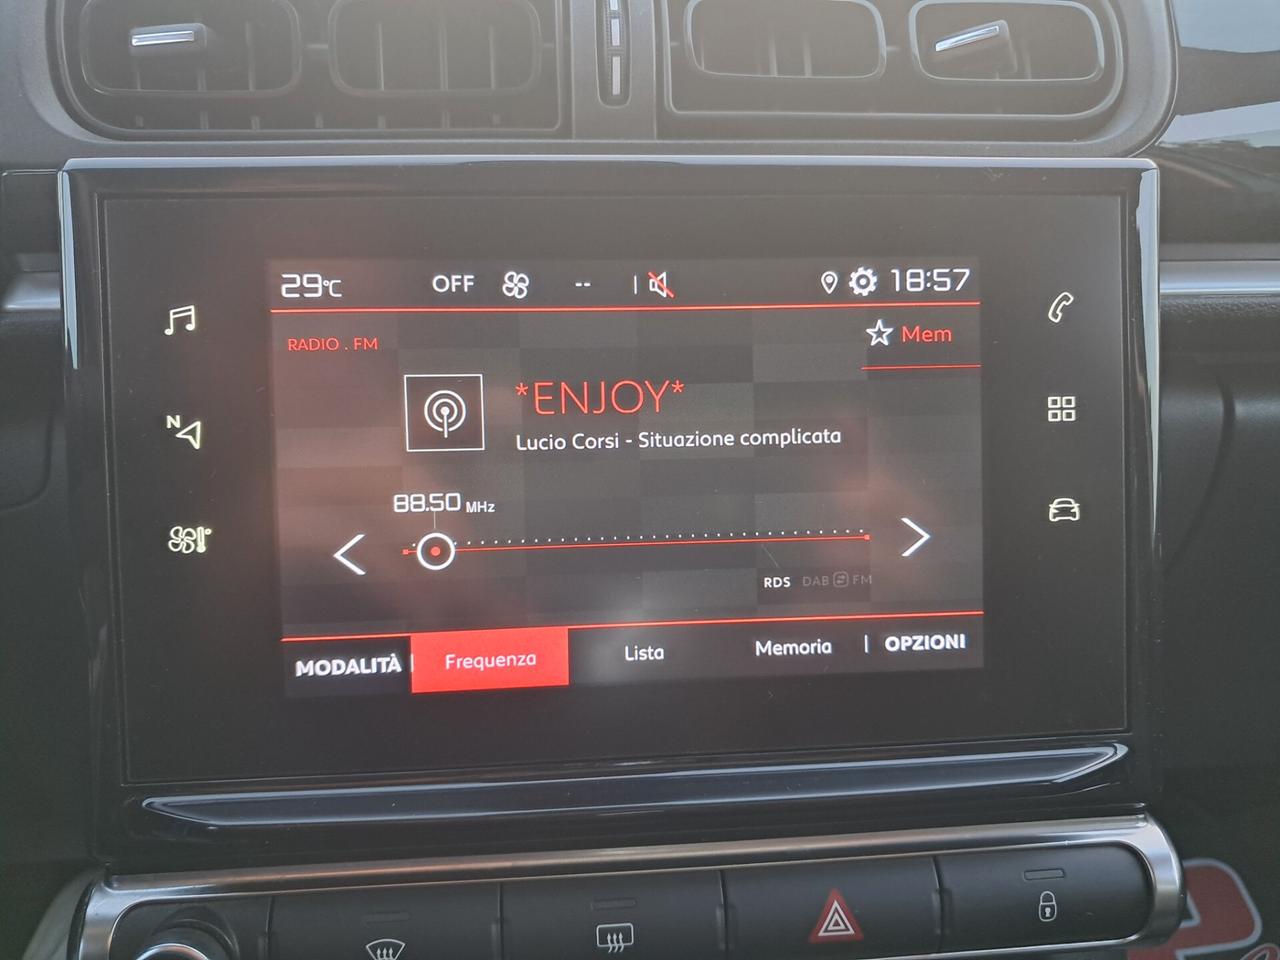 29°C OFF -- | 18:57
RADIO . FM
Mem
*ENJOY*
Lucio Corsi - Situazione complicata
88.50 MHz
N
RDS DAB FM
MODALITÀ | Frequenza Lista Memoria | OPZIONI